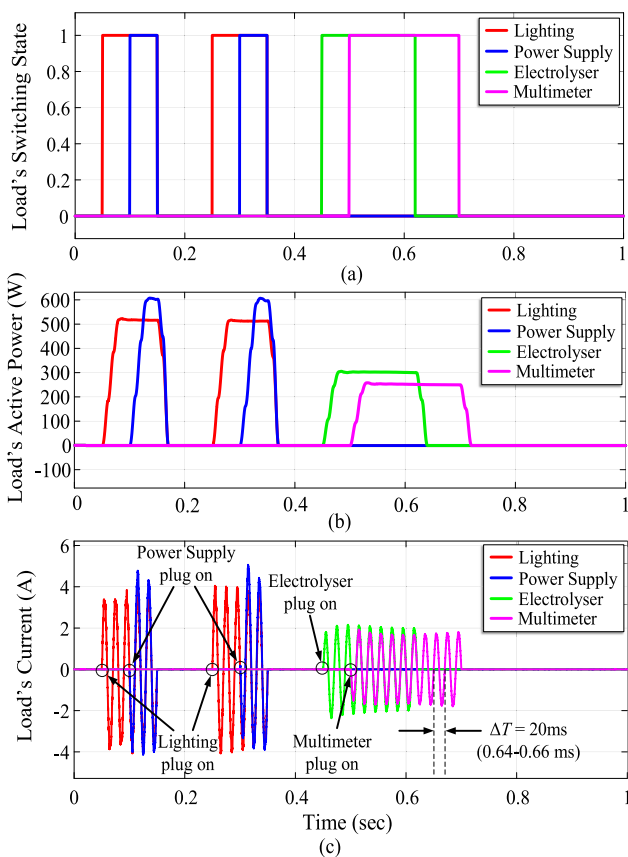 Load's Switching State
1
0.8
0.6
0.4
0.2
0
Lighting
Power Supply
Electrolyser
Multimeter
0 0.2 0.4 0.6 0.8 1
(a)
Load's Active Power (W)
600
500
400
300
200
100
0
-100
Lighting
Power Supply
Electrolyser
Multimeter
0 0.2 0.4 0.6 0.8 1
(b)
Load's Current (A)
6
4
2
0
-2
-4
-4
Power Supply
plug on
Electrolyser
plug on
Lighting
Power Supply
Electrolyser
Multimeter
Lighting
plug on
Multimeter
plug on
ΔT = 20ms
(0.64-0.66 ms)
0 0.2 0.4 0.6 0.8 1
Time (sec)
(c)